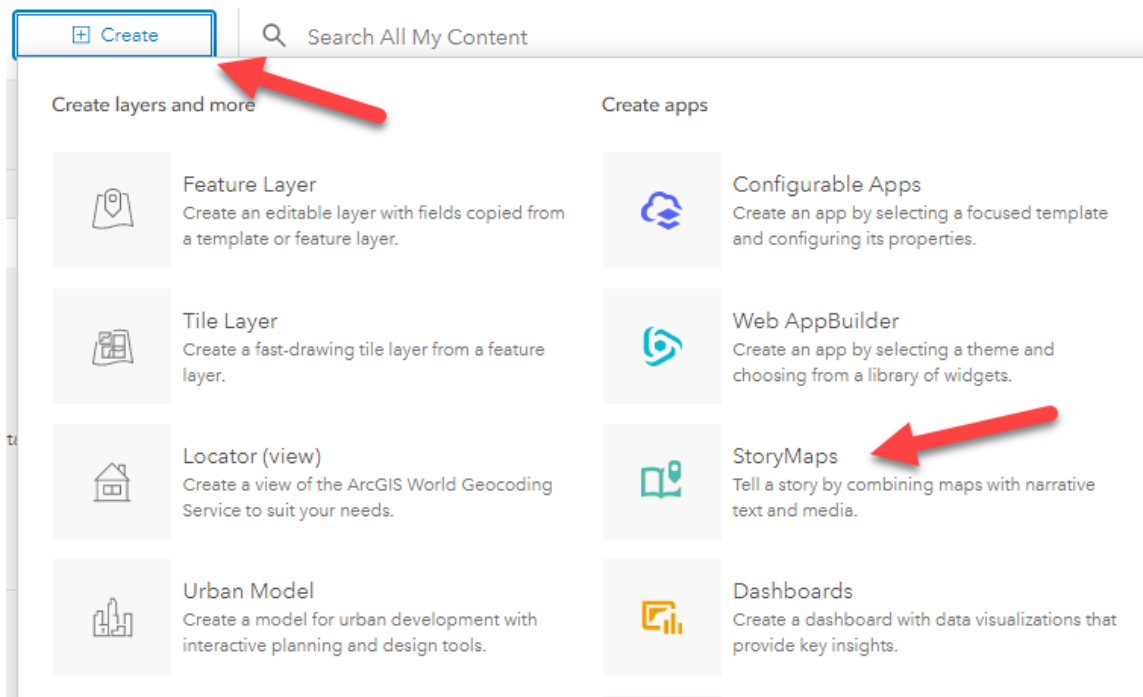 Create
Search All My Content
Create layers and more
Feature Layer
Create an editable layer with fields copied from
a template or feature layer.
Tile Layer
Create a fast-drawing tile layer from a feature
layer.
Locator (view)
Create a view of the ArcGIS World Geocoding
Service to suit your needs.
Urban Model
Create a model for urban development with
interactive planning and design tools.
Create apps
Configurable Apps
Create an app by selecting a focused template
and configuring its properties.
Web AppBuilder
Create an app by selecting a theme and
choosing from a library of widgets.
StoryMaps
Tell a story by combining maps with narrative
text and media.
Dashboards
Create a dashboard with data visualizations that
provide key insights.